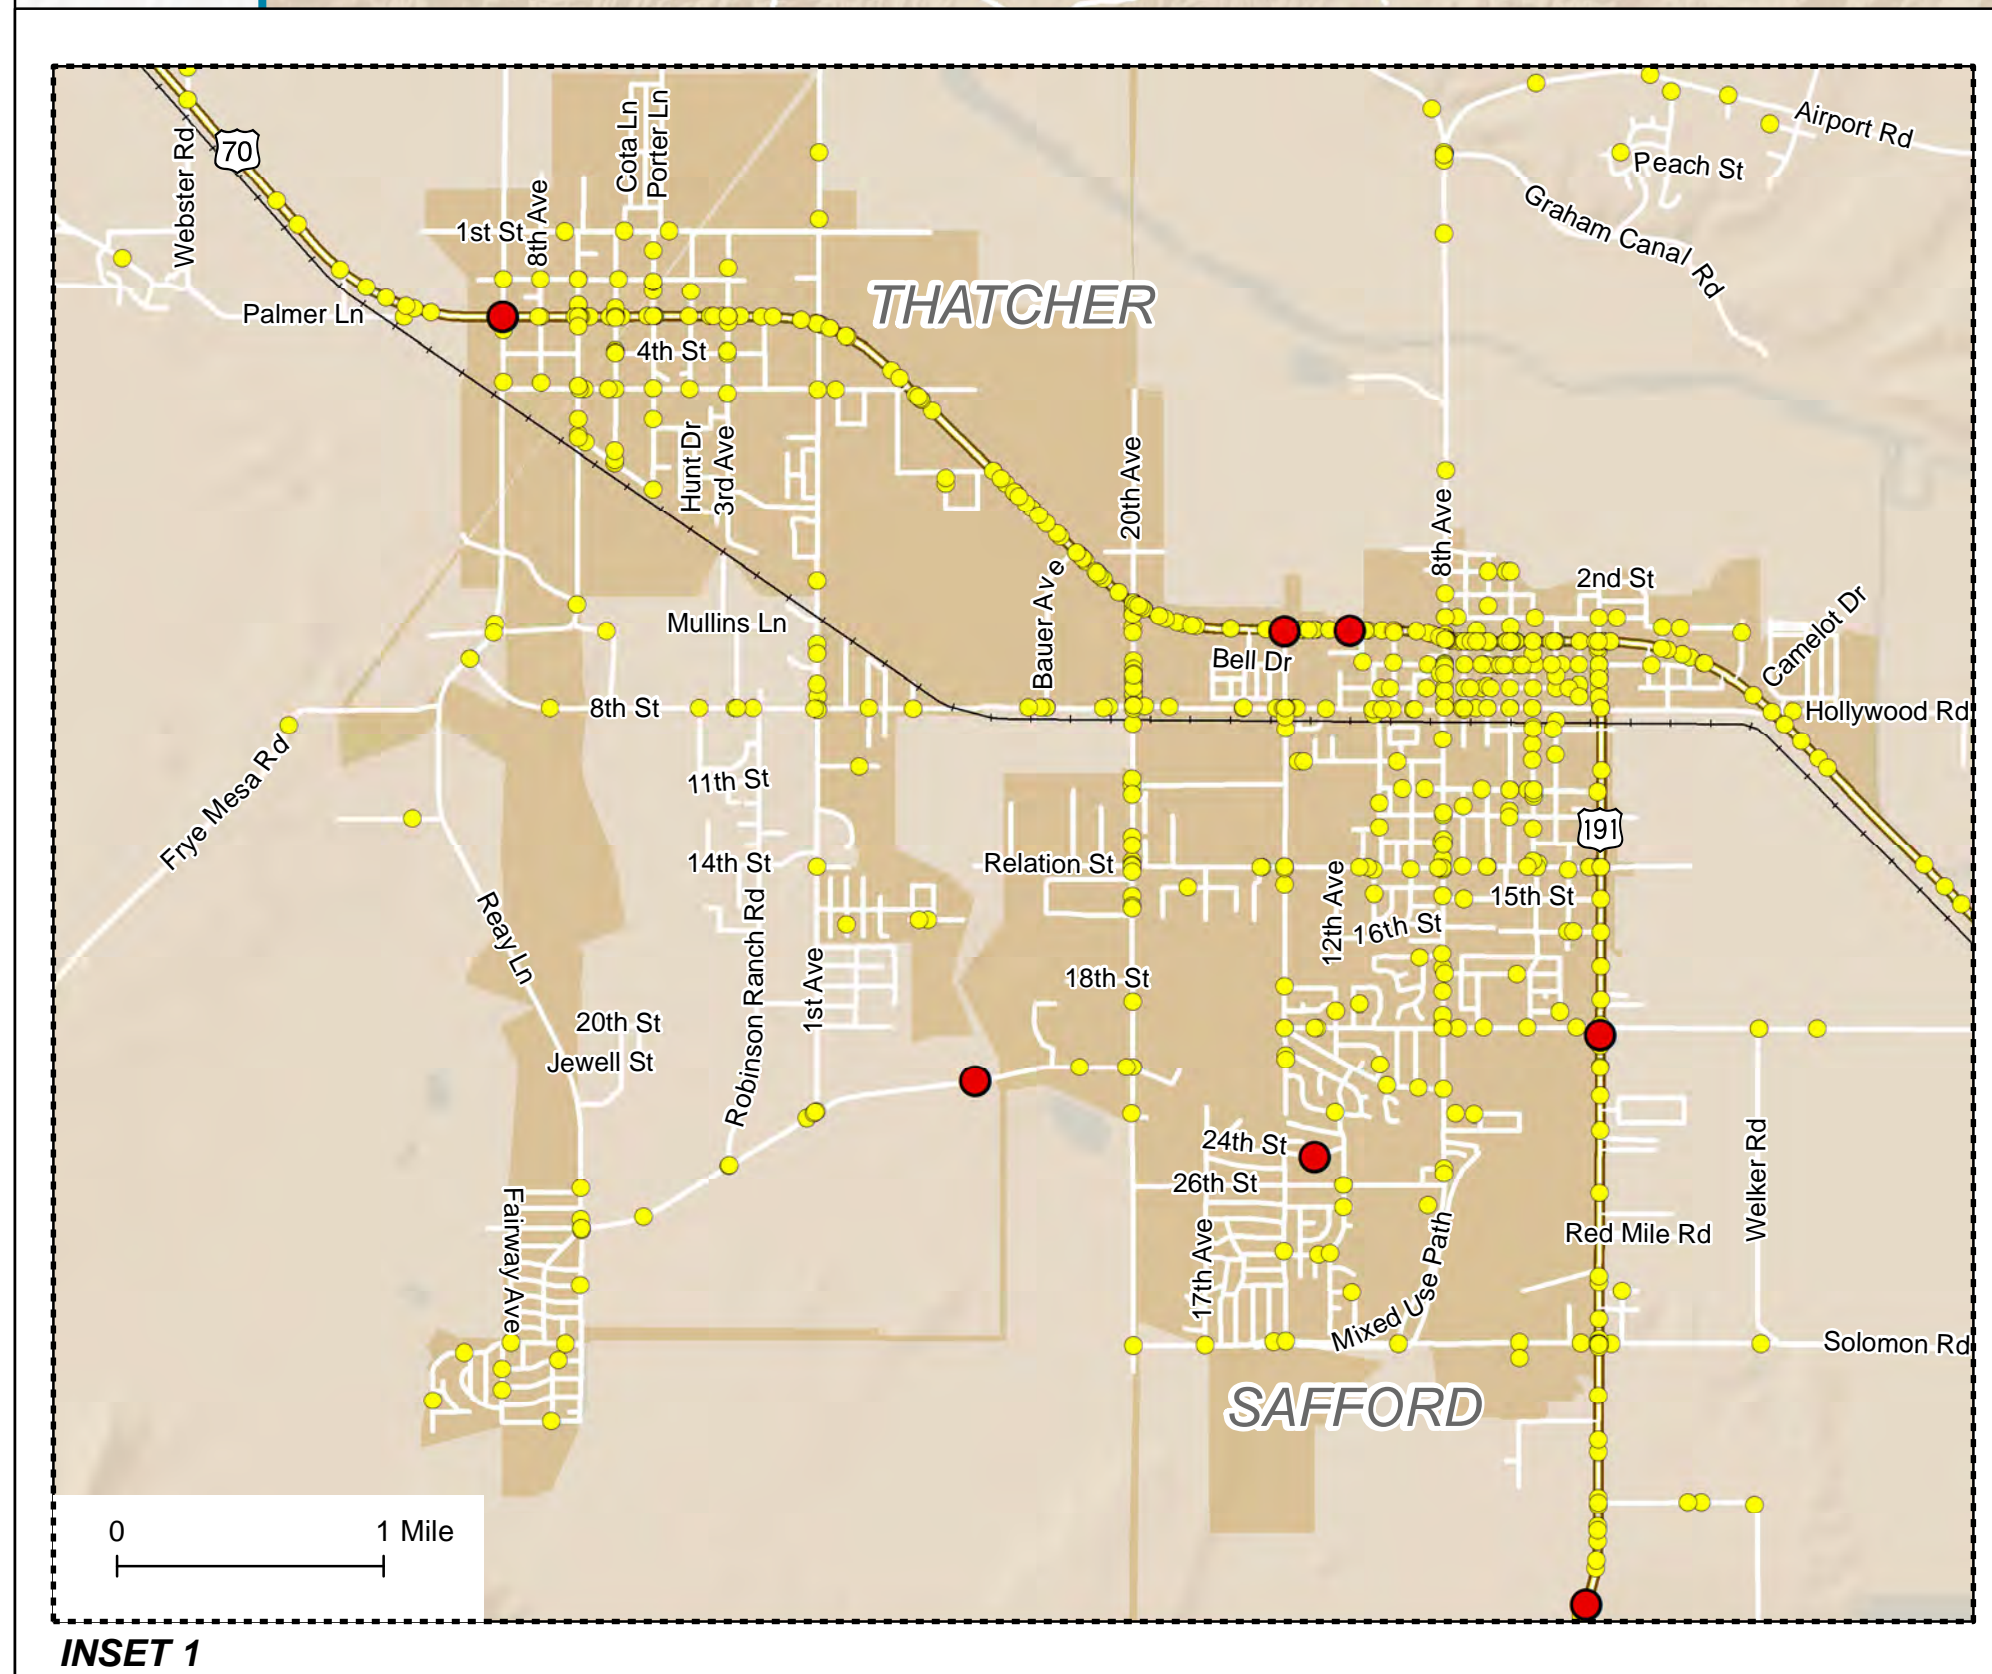 70
Webster Rd
Cota Ln
Porter Ln
Airport Rd
Peach St
Graham Canal Rd
1st St
8th Ave
THATCHER
Palmer Ln
4th St
Hunt Dr
3rd Ave
20th Ave
8th Ave
2nd St
Camelot Dr
Mullins Ln
Bauer Ave
Bell Dr
8th St
Hollywood Rd
Frye Mesa Rd
11th St
191
14th St
Relation St
12th Ave
15th St
16th St
Reay Ln
Robinson Ranch Rd
1st Ave
18th St
20th St
Jewell St
24th St
26th St
Welker Rd
Fairway Ave
17th Ave
Mixed Use Path
Red Mile Rd
Solomon Rd
SAFFORD
0 1 Mile
INSET 1